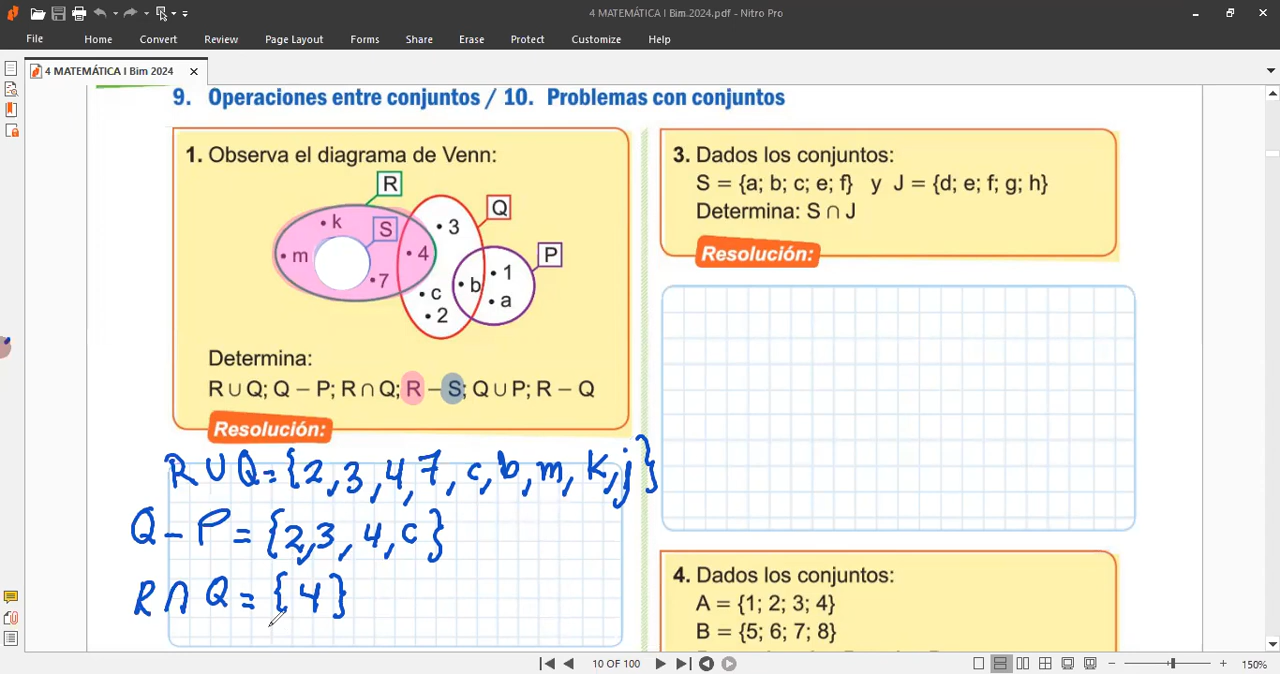 4 MATEMÁTICA I Bim.2024.pdf - Nitro Pro
File Home Convert Review Page Layout Forms Share Erase Protect Customize Help
4 MATEMÁTICA I Bim 2024 ×
9. Operaciones entre conjuntos / 10. Problemas con conjuntos
1. Observa el diagrama de Venn:
R
Q
S
P
• k
• m
• 7
• 4
• 3
• c
• 2
• b
• 1
• a
Determina:
R ∪ Q; Q − P; R ∩ Q; R − S; Q ∪ P; R − Q
Resolución:
R ∪ Q = {2, 3, 4, 7, c, b, m, k, j}
Q − P = {2, 3, 4, c}
R ∩ Q = {4}
3. Dados los conjuntos:
S = {a; b; c; e; f} y J = {d; e; f; g; h}
Determina: S ∩ J
Resolución:
4. Dados los conjuntos:
A = {1; 2; 3; 4}
B = {5; 6; 7; 8}
10 OF 100
150%